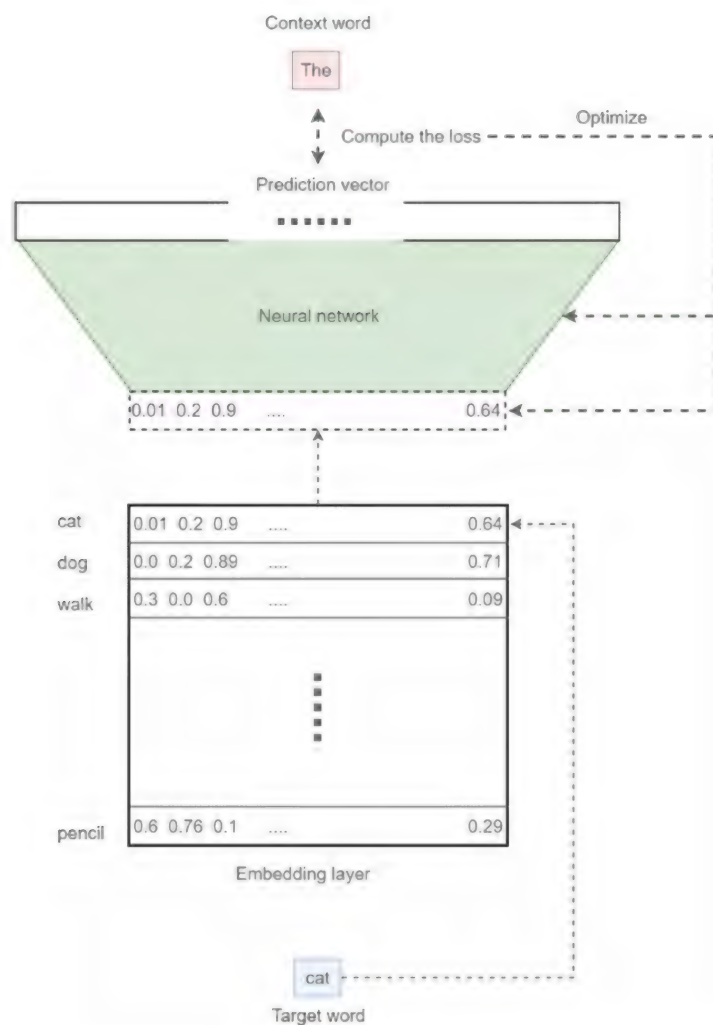 Context word
The
Optimize
Compute the loss
Prediction vector
Neural network
0.01 0.2 0.9 .... 0.64
cat 0.01 0.2 0.9 .... 0.64
dog 0.0 0.2 0.89 .... 0.71
walk 0.3 0.0 0.6 .... 0.09
pencil 0.6 0.76 0.1 .... 0.29
Embedding layer
cat
Target word